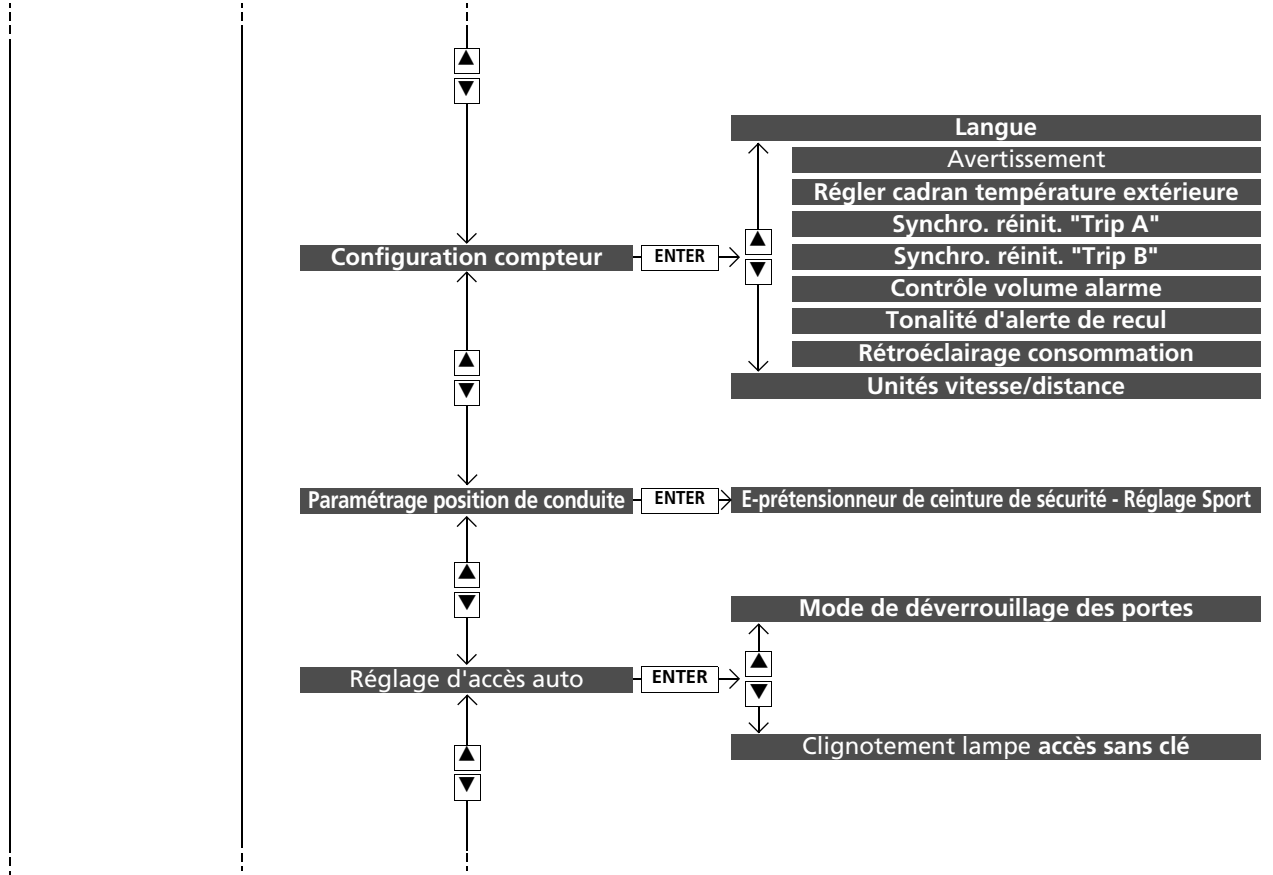 ▲
▼
Langue
Avertissement
Régler cadran température extérieure
Synchro. réinit. "Trip A"
Configuration compteur ENTER ▲
▼
Synchro. réinit. "Trip B"
Contrôle volume alarme
Tonalité d'alerte de recul
Rétroéclairage consommation
Unités vitesse/distance
▲
▼
Paramétrage position de conduite ENTER E-prétensionneur de ceinture de sécurité - Réglage Sport
▲
▼
Mode de déverrouillage des portes
Réglage d'accès auto ENTER ▲
▼
Clignotement lampe accès sans clé
▲
▼